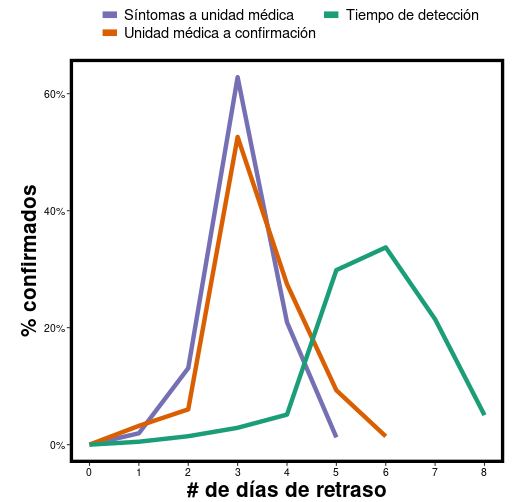 Síntomas a unidad médica
Tiempo de detección
Unidad médica a confirmación
60%
40%
20%
0%
% confirmados
0 1 2 3 4 5 6 7 8
# de días de retraso